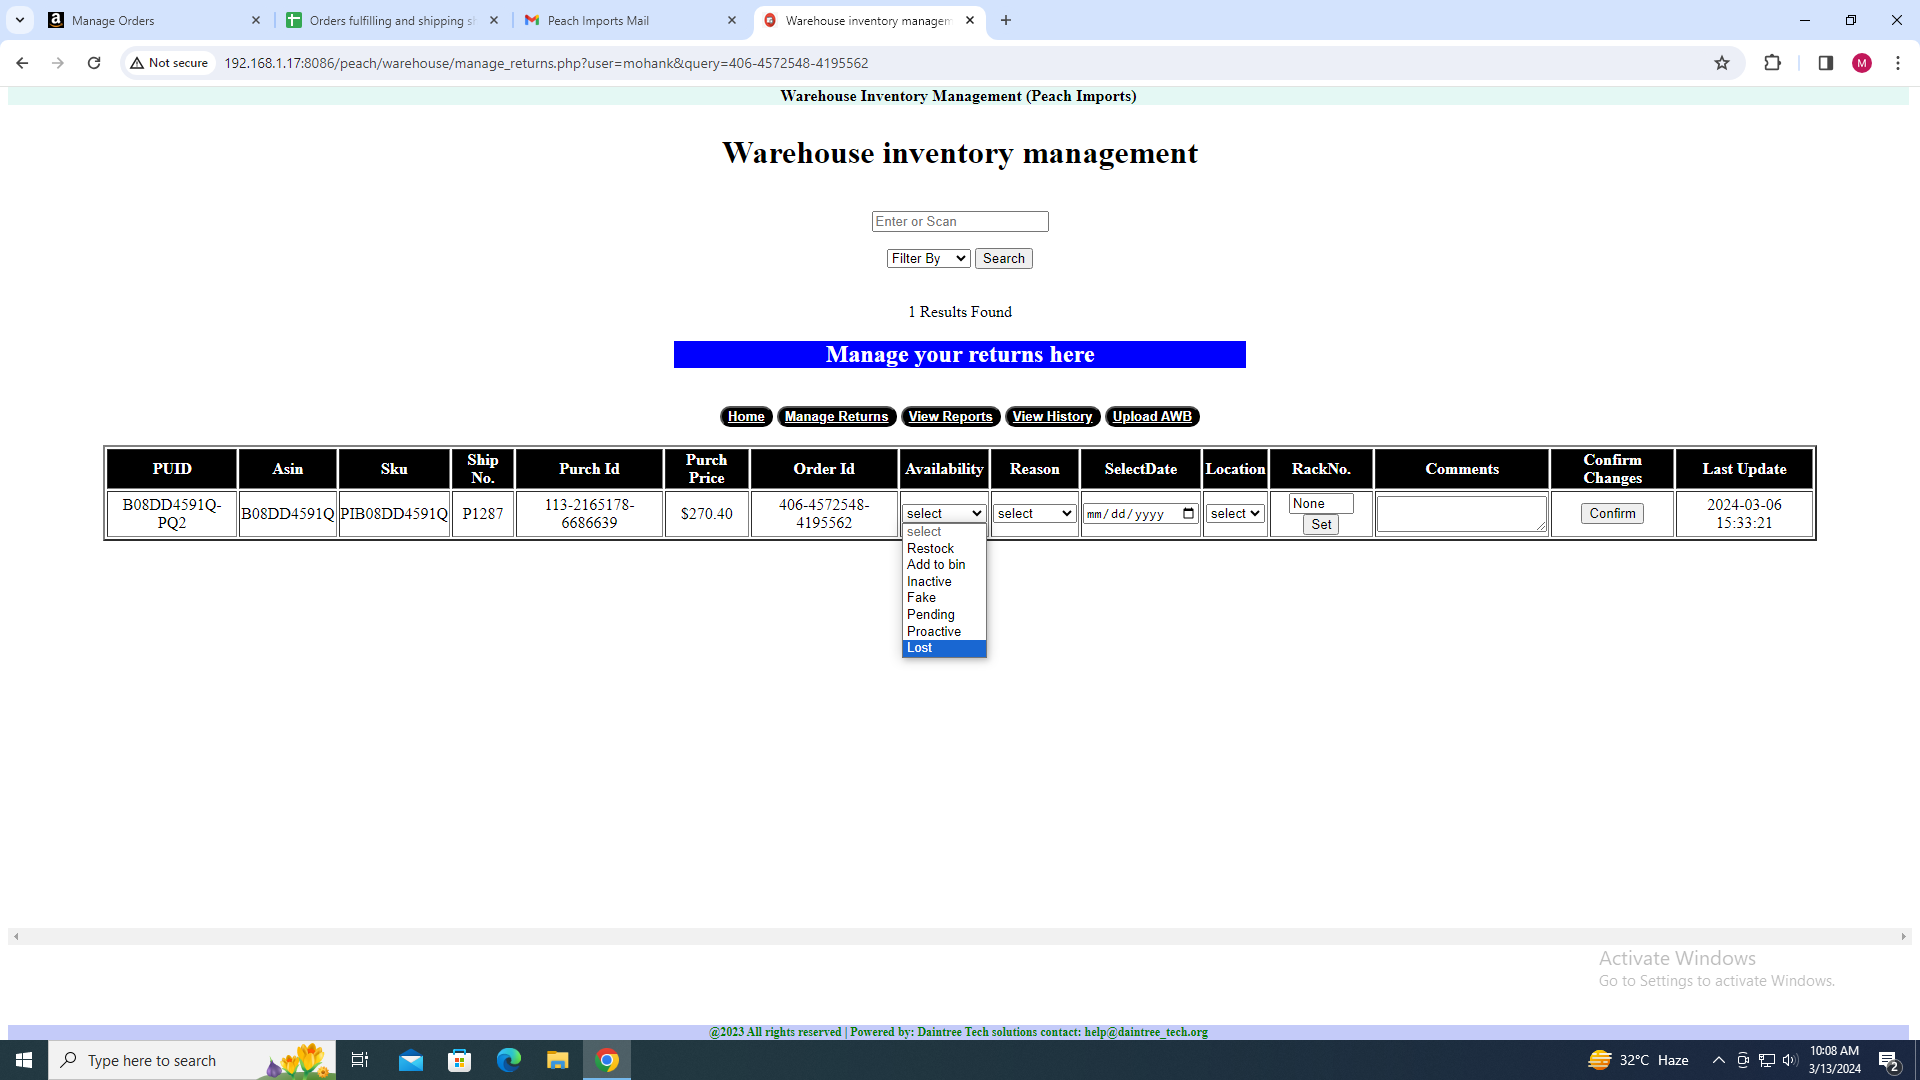 Manage Orders
Orders fulfilling and shipping
Peach Imports Mail
Warehouse inventory managem
Not secure
192.168.1.17:8086/peach/warehouse/manage_returns.php?user=mohank&query=406-4572548-4195562
M
Warehouse Inventory Management (Peach Imports)
Warehouse inventory management
Enter or Scan
Filter By Search
1 Results Found
Manage your returns here
Home Manage Returns View Reports View History Upload AWB
PUID Asin Sku Ship No. Purch Id Purch Price Order Id Availability Reason SelectDate Location RackNo. Comments Confirm Changes Last Update
B08DD4591Q-PQ2 B08DD4591Q PIB08DD4591Q P1287 113-2165178-6686639 $270.40 406-4572548-4195562 select select mm/dd/yyyy select None Set Confirm 2024-03-06 15:33:21
select
Restock
Add to bin
Inactive
Fake
Pending
Proactive
Lost
Activate Windows
Go to Settings to activate Windows.
@2023 All rights reserved | Powered by: Daintree Tech solutions contact: help@daintree_tech.org
Type here to search
32°C Haze
10:08 AM
3/13/2024
2